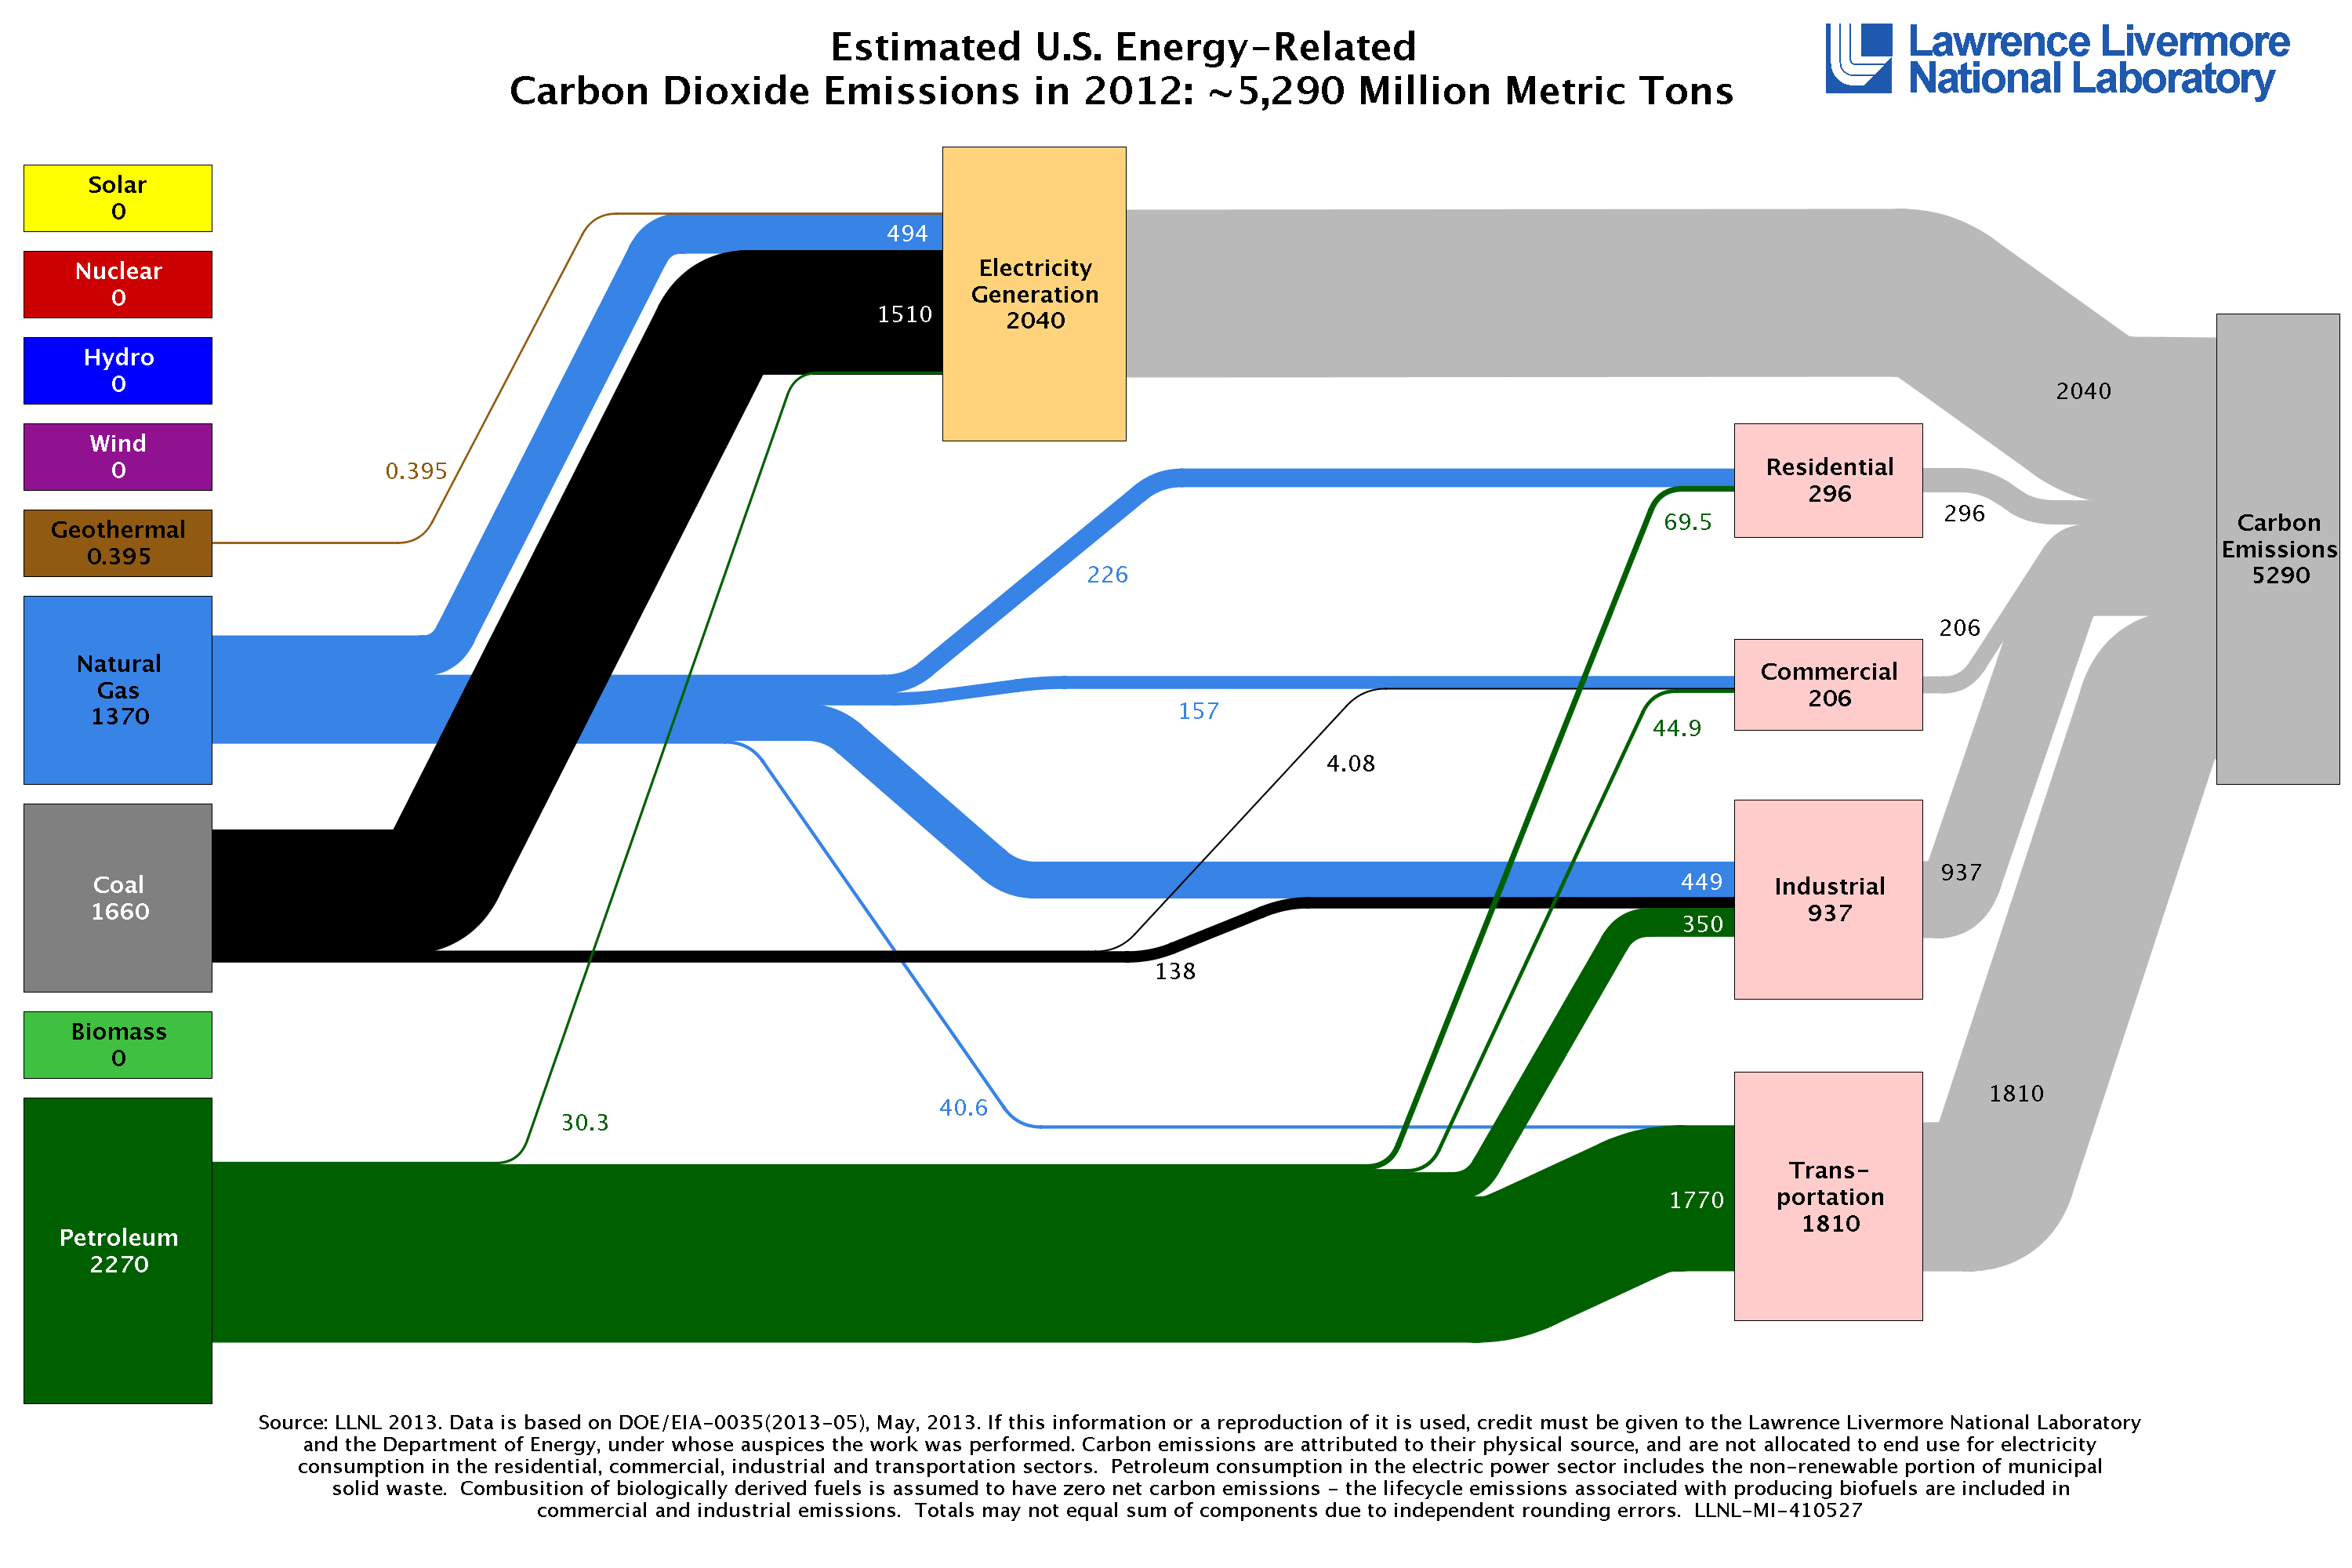 Estimated U.S. Energy-Related
Carbon Dioxide Emissions in 2012: ~5,290 Million Metric Tons
Lawrence Livermore
National Laboratory
Solar
0
Nuclear
0
Hydro
0
Wind
0
Geothermal
0.395
Natural
Gas
1370
Coal
1660
Biomass
0
Petroleum
2270
0.395
494
1510
Electricity
Generation
2040
226
157
4.08
138
40.6
30.3
69.5
44.9
449
350
1770
Residential
296
Commercial
206
Industrial
937
Trans-
portation
1810
2040
296
206
937
1810
Carbon
Emissions
5290
Source: LLNL 2013. Data is based on DOE/EIA-0035(2013-05), May, 2013. If this information or a reproduction of it is used, credit must be given to the Lawrence Livermore National Laboratory
and the Department of Energy, under whose auspices the work was performed. Carbon emissions are attributed to their physical source, and are not allocated to end use for electricity
consumption in the residential, commercial, industrial and transportation sectors.  Petroleum consumption in the electric power sector includes the non-renewable portion of municipal
solid waste.  Combusition of biologically derived fuels is assumed to have zero net carbon emissions - the lifecycle emissions associated with producing biofuels are included in
commercial and industrial emissions.  Totals may not equal sum of components due to independent rounding errors.  LLNL-MI-410527